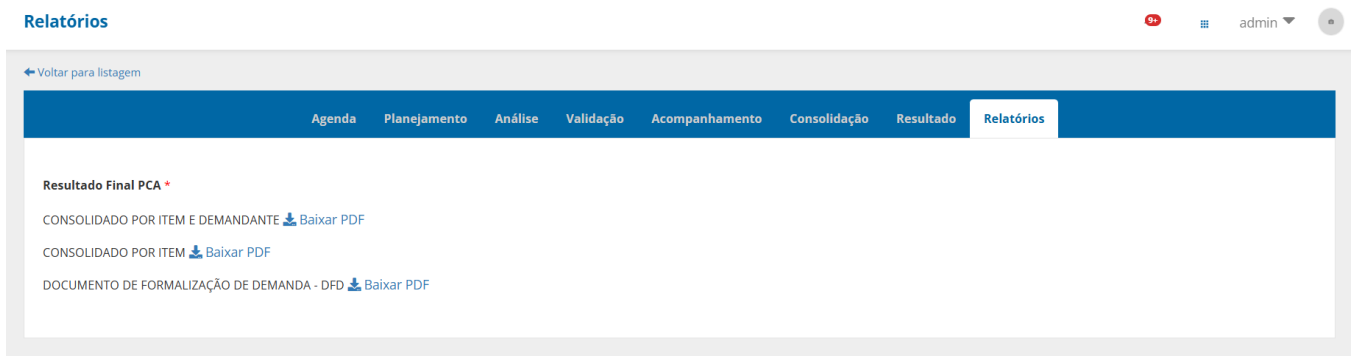 Relatórios
9+
admin
Voltar para listagem
Agenda Planejamento Análise Validação Acompanhamento Consolidação Resultado Relatórios
Resultado Final PCA *
CONSOLIDADO POR ITEM E DEMANDANTE Baixar PDF
CONSOLIDADO POR ITEM Baixar PDF
DOCUMENTO DE FORMALIZAÇÃO DE DEMANDA - DFD Baixar PDF